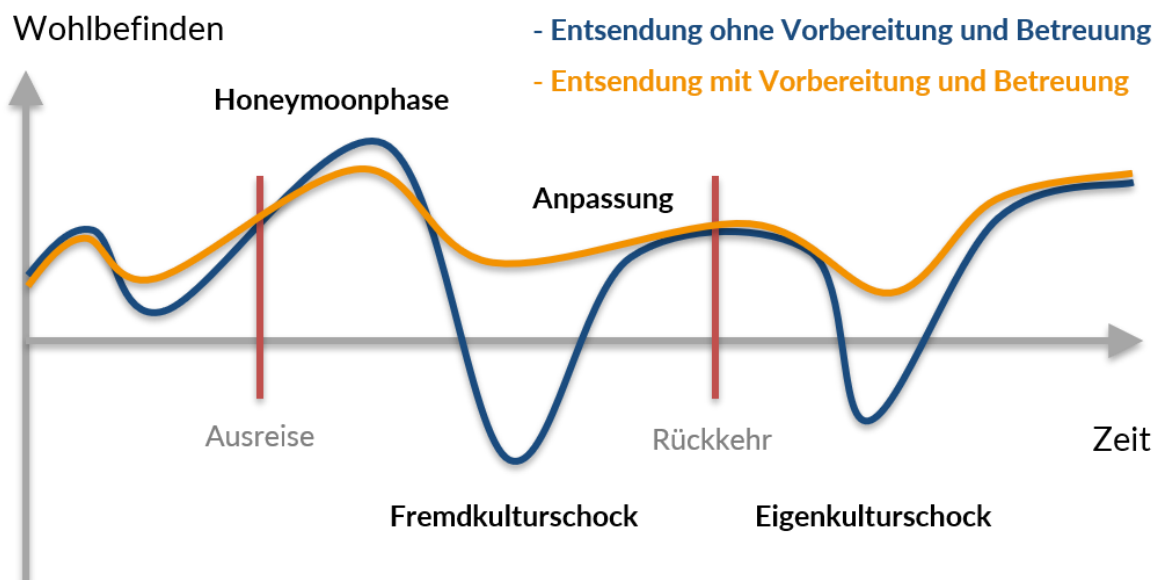 Wohlbefinden
- Entsendung ohne Vorbereitung und Betreuung
- Entsendung mit Vorbereitung und Betreuung
Honeymoonphase
Anpassung
Ausreise
Rückkehr
Zeit
Fremdkulturschock
Eigenkulturschock